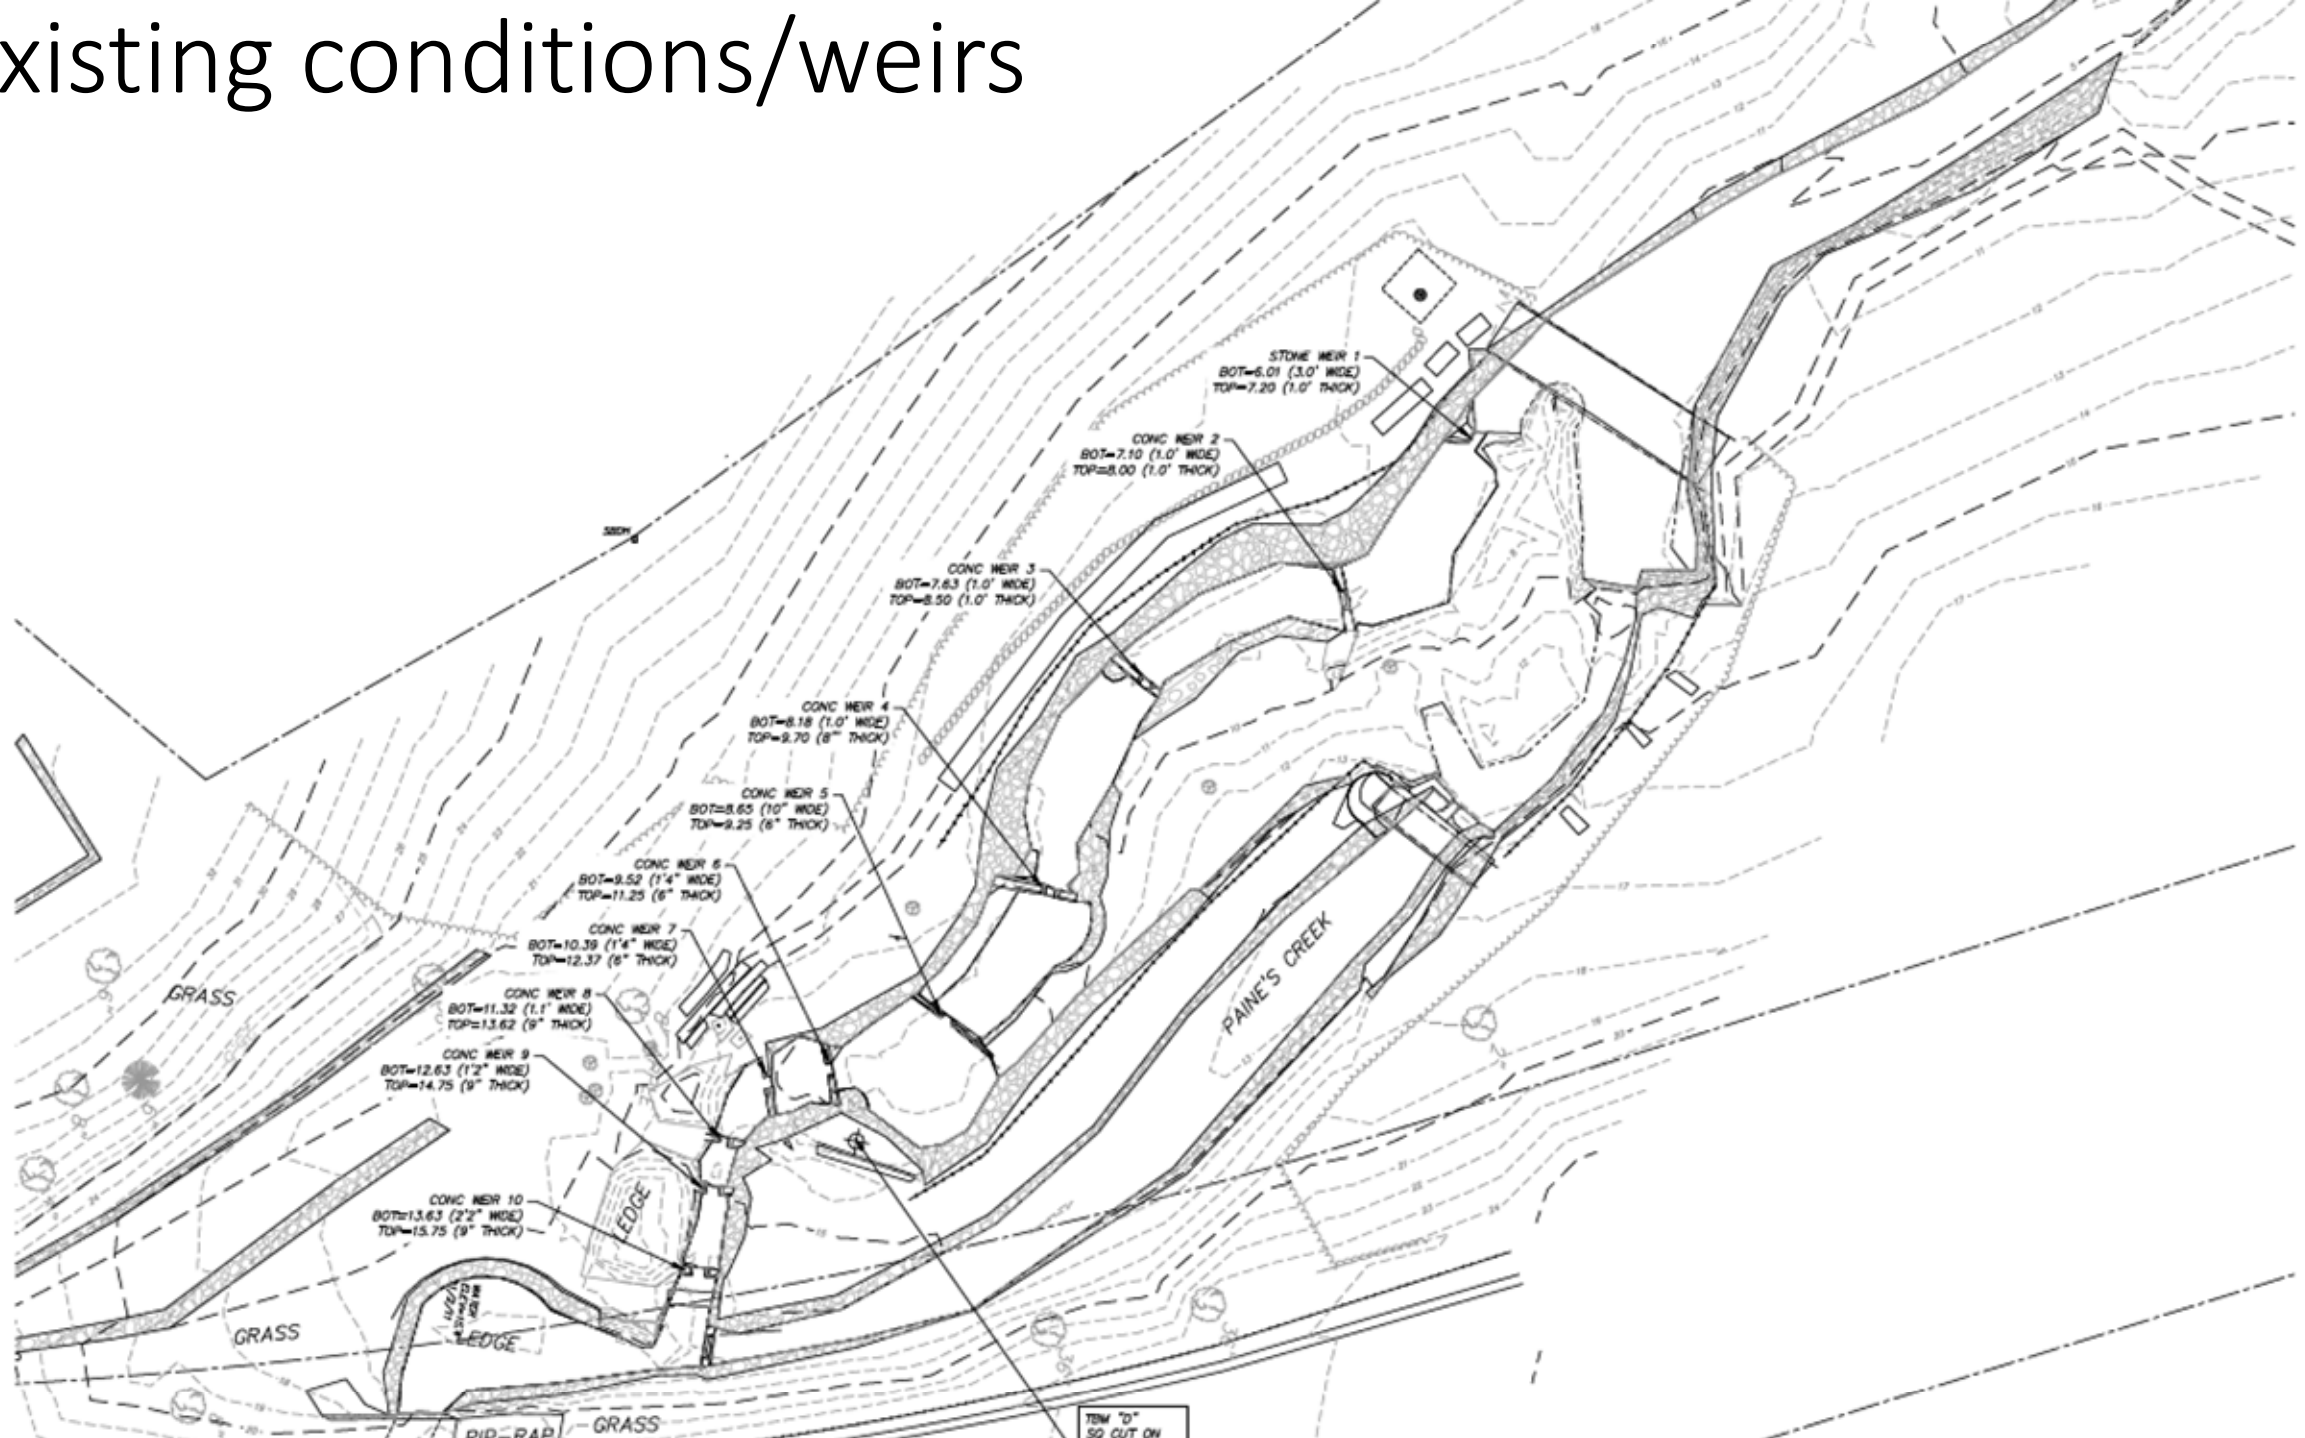 xisting conditions/weirs
STONE WEIR 1
BOT=6.01 (3.0' WIDE)
TOP=7.20 (1.0' THICK)
CONC WEIR 2
BOT=7.10 (1.0' WIDE)
TOP=8.00 (1.0' THICK)
SBDH
CONC WEIR 3
BOT=7.63 (1.0' WIDE)
TOP=8.50 (1.0' THICK)
CONC WEIR 4
BOT=8.18 (1.0' WIDE)
TOP=9.70 (8" THICK)
CONC WEIR 5
BOT=8.65 (10" WIDE)
TOP=9.25 (6" THICK)
CONC WEIR 6
BOT=9.52 (1'4" WIDE)
TOP=11.25 (6" THICK)
CONC WEIR 7
BOT=10.39 (1'4" WIDE)
TOP=12.37 (6" THICK)
PAINE'S CREEK
GRASS
CONC WEIR 8
BOT=11.32 (1.1' WIDE)
TOP=13.62 (9" THICK)
CONC WEIR 9
BOT=12.63 (1'2" WIDE)
TOP=14.75 (9" THICK)
CONC WEIR 10
BOT=13.63 (2'2" WIDE)
TOP=15.75 (9" THICK)
LEDGE
GRASS
LEDGE
GRASS
RIP-RAP
TBM "D"
SQ CUT ON